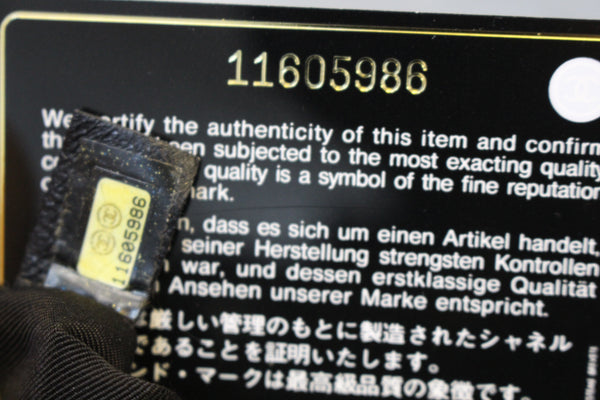 11605986
We certify the authenticity of this item and confirm
been subjected to the most exacting quality
quality is a symbol of the fine reputation
mark.
dass es sich um einen Artikel handelt,
seiner Herstellung strengsten Kontrollen
war, und dessen erstklassige Qualität
Ansehen unserer Marke entspricht.
厳しい管理のもとに製造されたシャネル
であることを証明いたします。
ンド・マークは最高級品質の象徴です。
11605986